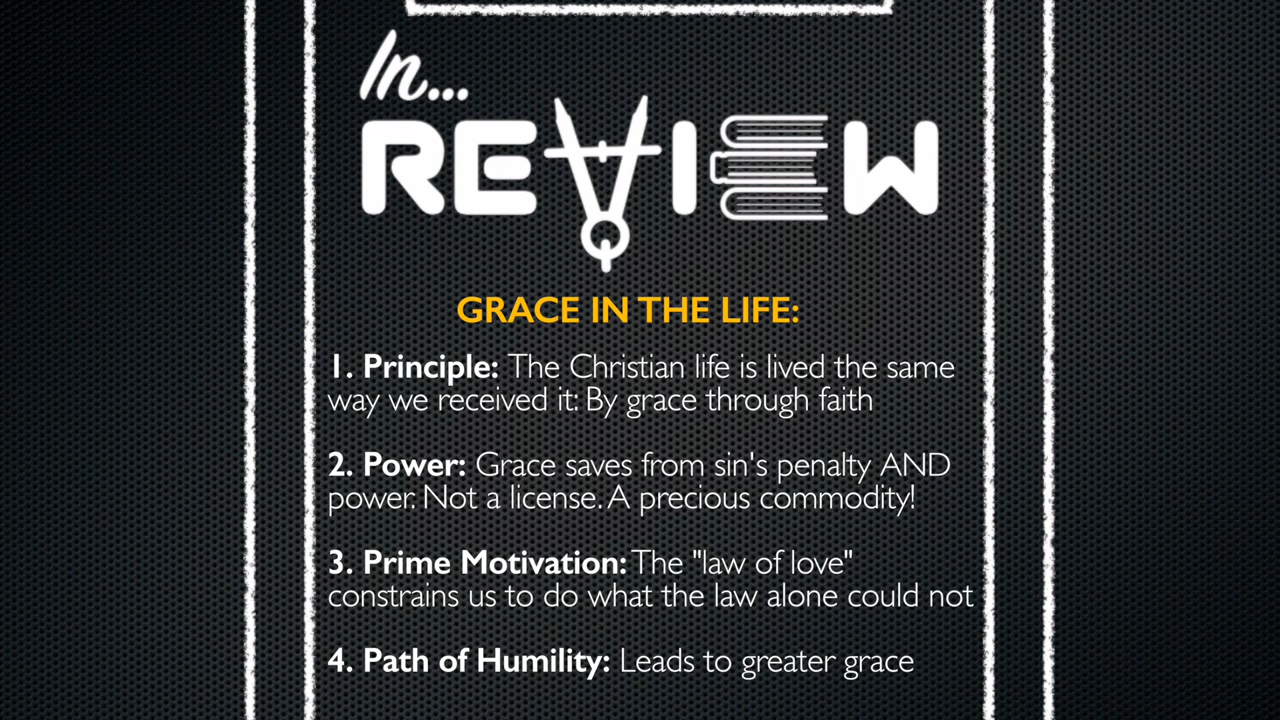 In...
REVIEW
GRACE IN THE LIFE:
1. Principle: The Christian life is lived the same
way we received it: By grace through faith
2. Power: Grace saves from sin's penalty AND
power. Not a license. A precious commodity!
3. Prime Motivation: The "law of love"
constrains us to do what the law alone could not
4. Path of Humility: Leads to greater grace